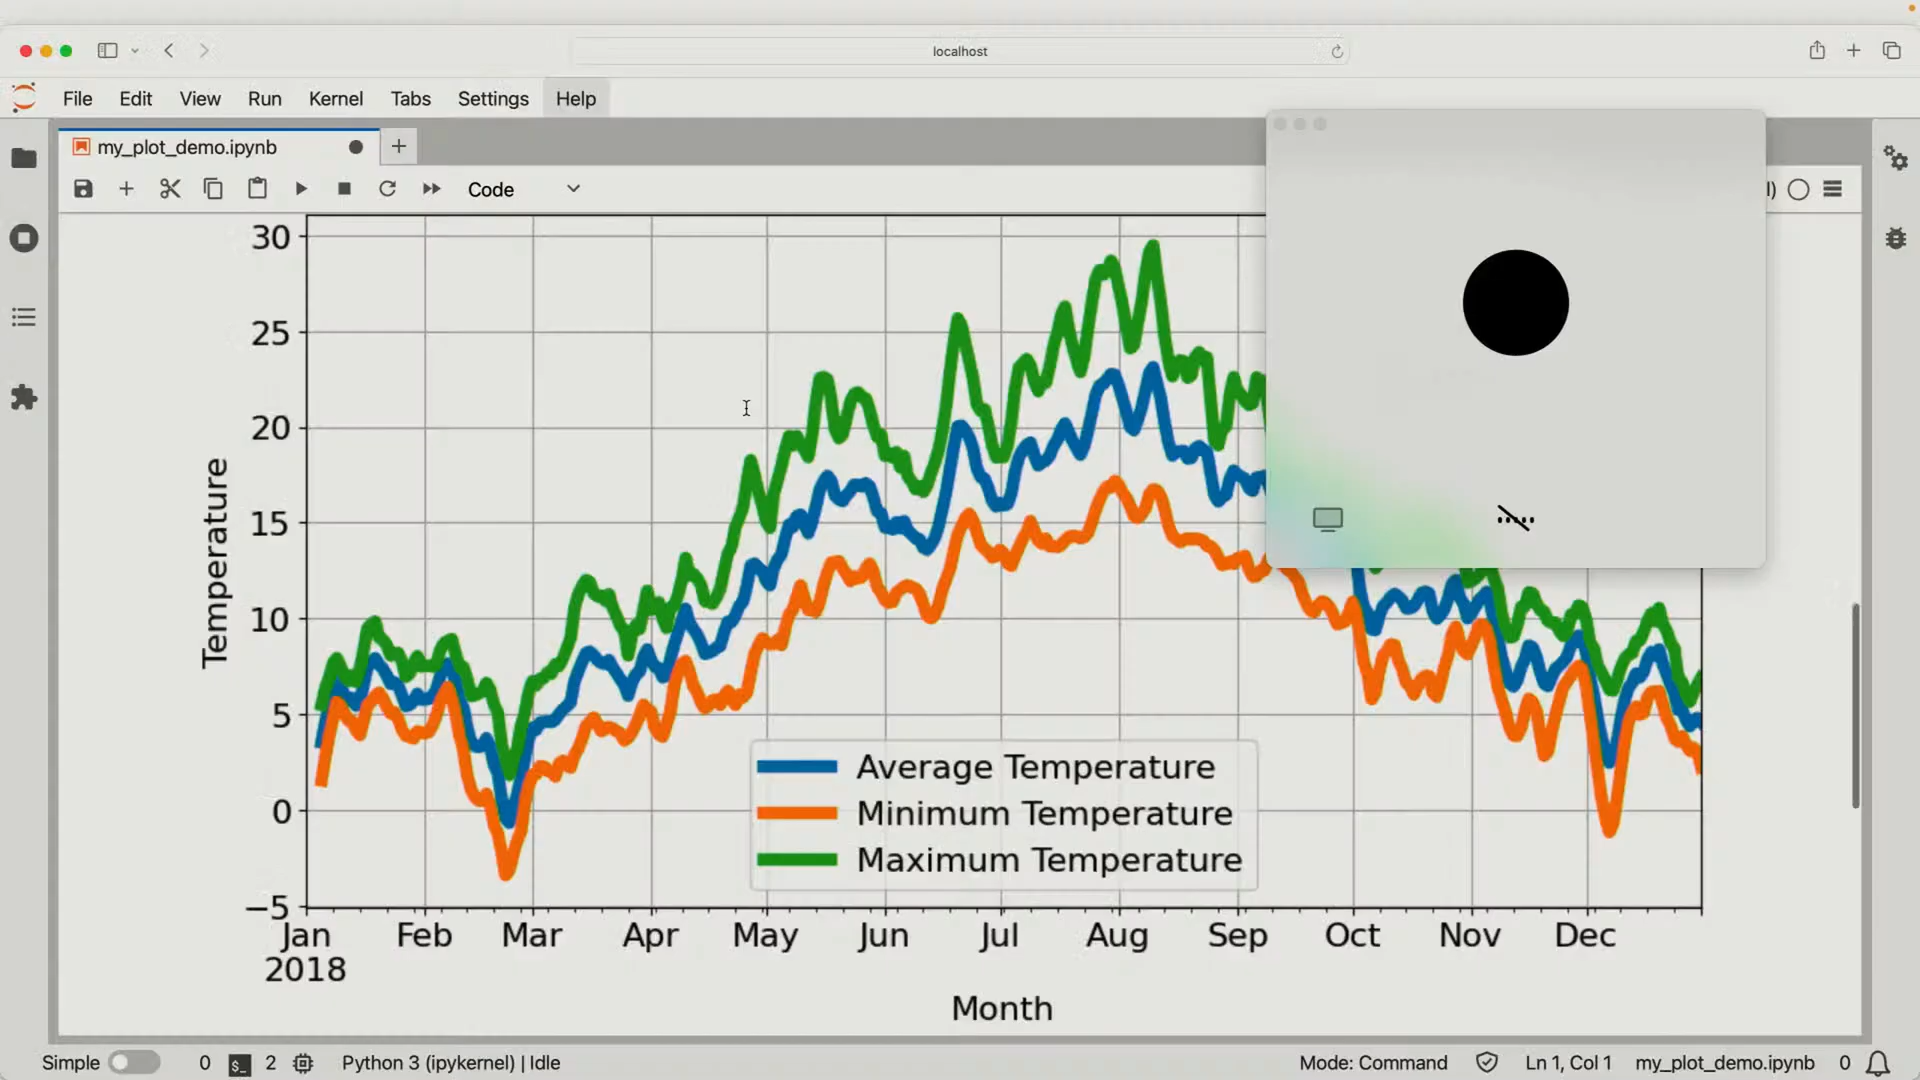 localhost
File Edit View Run Kernel Tabs Settings Help
my_plot_demo.ipynb
Code
30
25
20
15
10
5
0
−5
Temperature
Average Temperature
Minimum Temperature
Maximum Temperature
Jan Feb Mar Apr May Jun Jul Aug Sep Oct Nov Dec
2018
Month
Simple 0 $_ 2 Python 3 (ipykernel) | Idle Mode: Command Ln 1, Col 1 my_plot_demo.ipynb 0